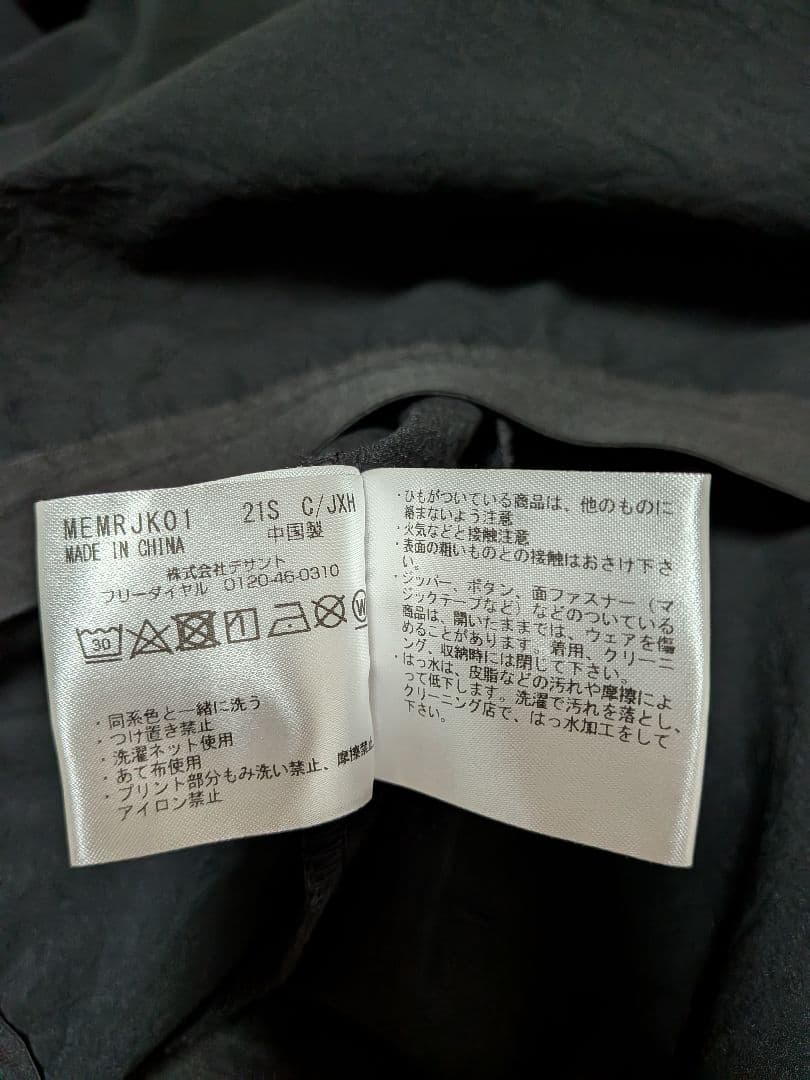 MEMRJK01 21S C/JXH
MADE IN CHINA 中国製
株式会社デサント
フリーダイヤル 0120-46-0310
30 W
・同系色と一緒に洗う
・つけ置き禁止
・洗濯ネット使用
・あて布使用
・プリント部分もみ洗い禁止、摩擦禁止
アイロン禁止
・ひもがついている商品は、他のものに
絡まないよう注意
・火気などと接触注意
・表面の粗いものとの接触はおさけ下さ
い。
・ジッパー、ボタン、面ファスナー（マ
ジックテープなど）などのついている
商品は、開いたままでは、ウェアを傷
めることがあります。着用、クリーニ
ング、収納時には閉じて下さい。
・はっ水は、皮脂などの汚れや摩擦によ
って低下します。洗濯で汚れを落とし、
クリーニング店で、はっ水加工をして
下さい。